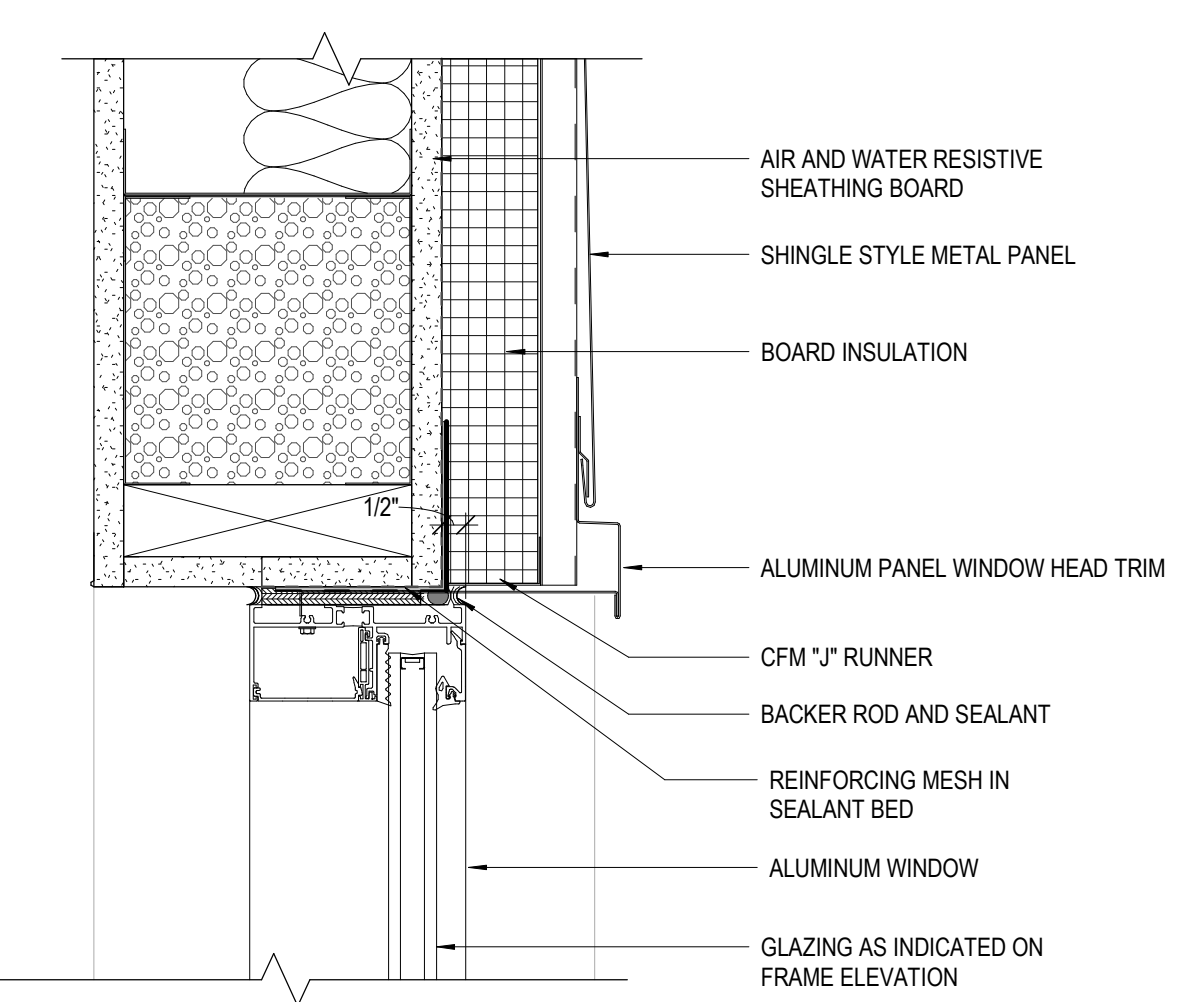 AIR AND WATER RESISTIVE
SHEATHING BOARD
SHINGLE STYLE METAL PANEL
BOARD INSULATION
1/2"
ALUMINUM PANEL WINDOW HEAD TRIM
CFM "J" RUNNER
BACKER ROD AND SEALANT
REINFORCING MESH IN
SEALANT BED
ALUMINUM WINDOW
GLAZING AS INDICATED ON
FRAME ELEVATION